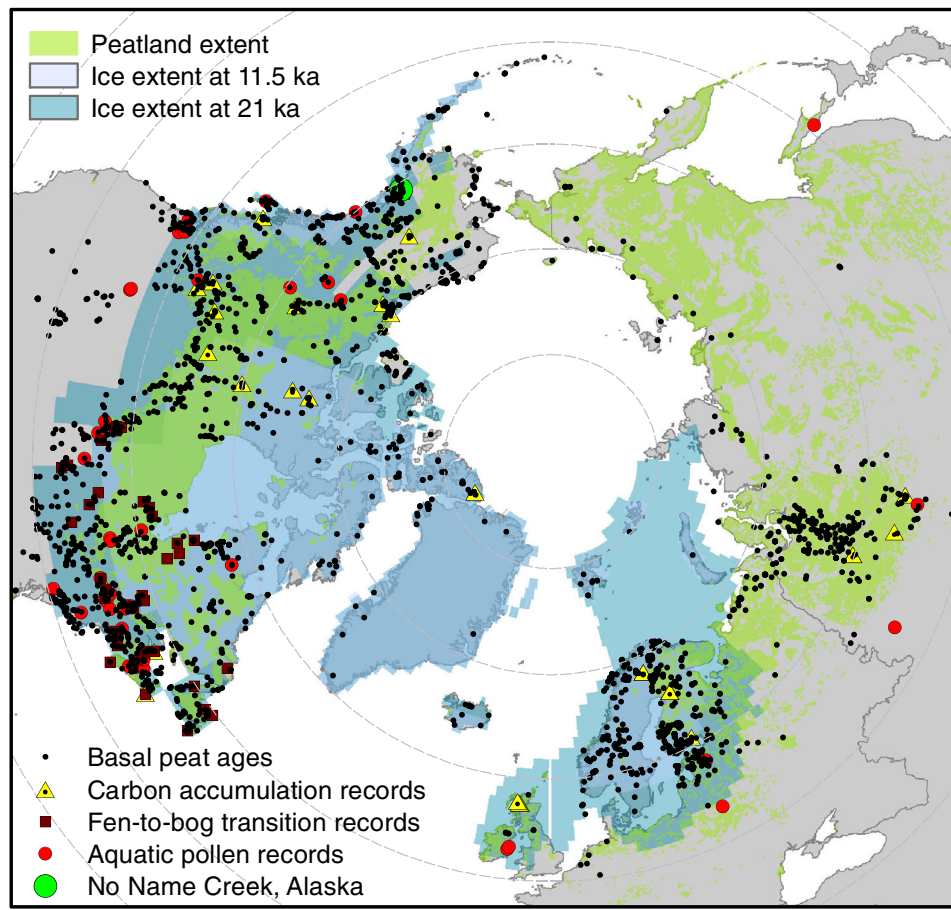 Peatland extent
Ice extent at 11.5 ka
Ice extent at 21 ka
Basal peat ages
Carbon accumulation records
Fen-to-bog transition records
Aquatic pollen records
No Name Creek, Alaska